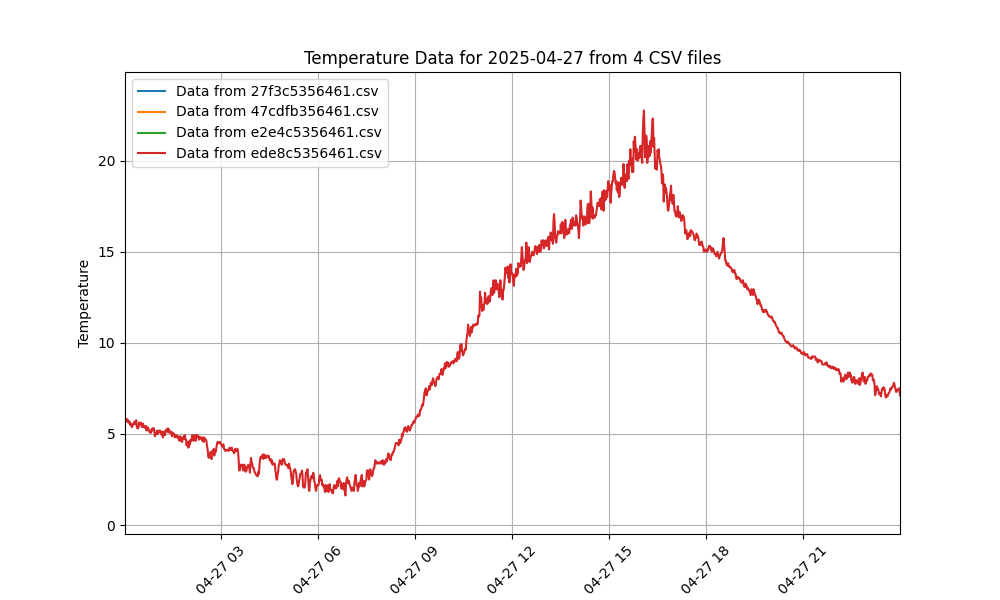 Temperature Data for 2025-04-27 from 4 CSV files
Data from 27f3c5356461.csv
Data from 47cdfb356461.csv
Data from e2e4c5356461.csv
Data from ede8c5356461.csv
Temperature
20
15
10
5
0
04-27 03
04-27 06
04-27 09
04-27 12
04-27 15
04-27 18
04-27 21